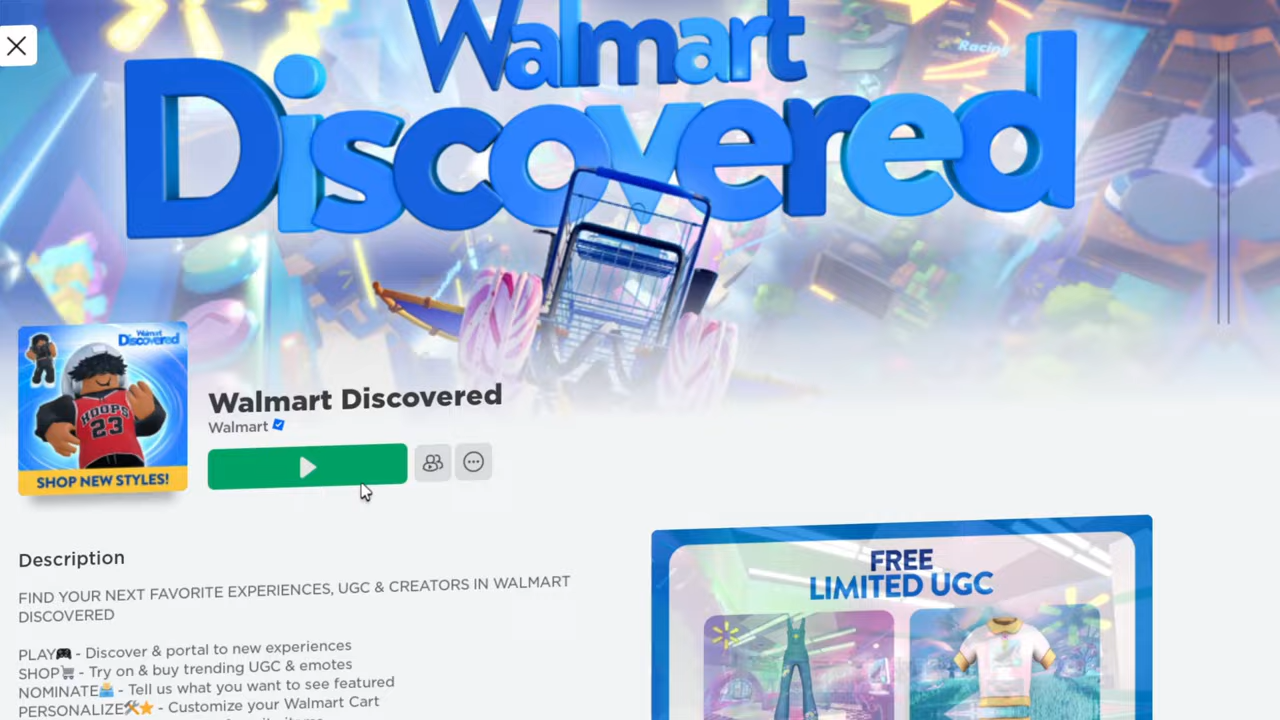 Walmart
Racing
Discovered
Walmart
Discovered
HOOPS
23
SHOP NEW STYLES!
Walmart Discovered
Walmart
Description
FIND YOUR NEXT FAVORITE EXPERIENCES, UGC & CREATORS IN WALMART
DISCOVERED
PLAY🎮 - Discover & portal to new experiences
SHOP🛒 - Try on & buy trending UGC & emotes
NOMINATE🗳️ - Tell us what you want to see featured
PERSONALIZE🛠️⭐ - Customize your Walmart Cart
FREE
LIMITED UGC